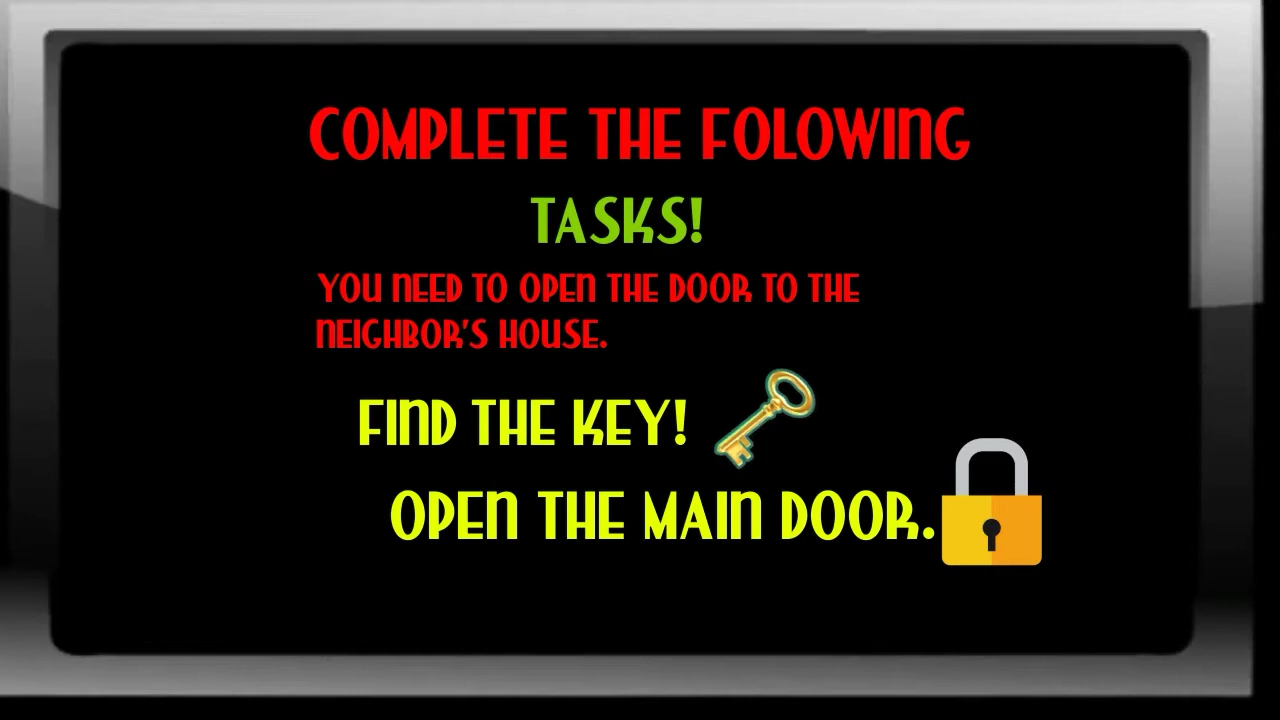 COMPLETE THE FOLOWING
TASKS!
YOU NEED TO OPEN THE DOOR TO THE
NEIGHBOR'S HOUSE.
FIND THE KEY!
OPEN THE MAIN DOOR.